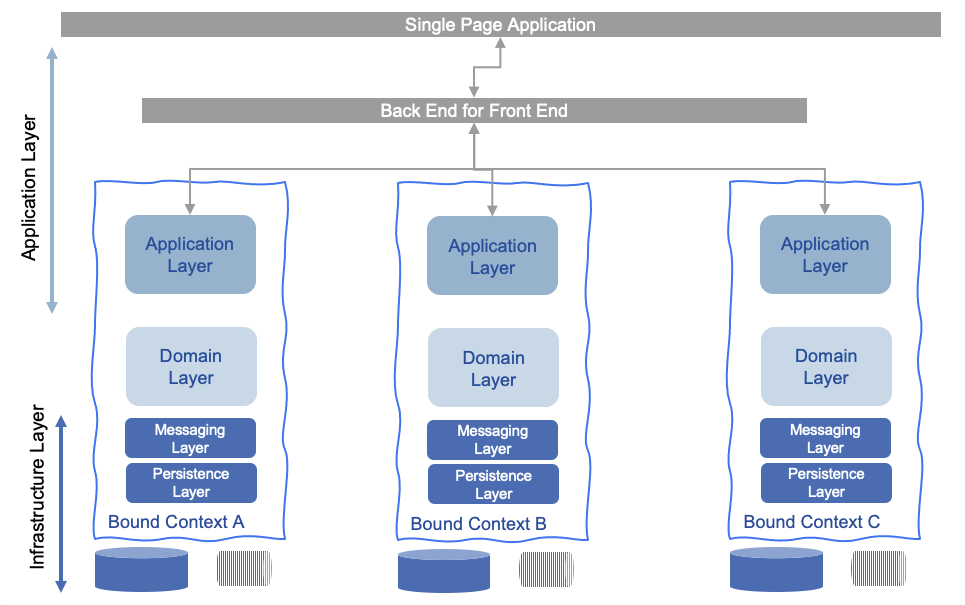 Single Page Application
Back End for Front End
Application Layer
Infrastructure Layer
Application
Layer
Domain
Layer
Messaging
Layer
Persistence
Layer
Bound Context A
Application
Layer
Domain
Layer
Messaging
Layer
Persistence
Layer
Bound Context B
Application
Layer
Domain
Layer
Messaging
Layer
Persistence
Layer
Bound Context C